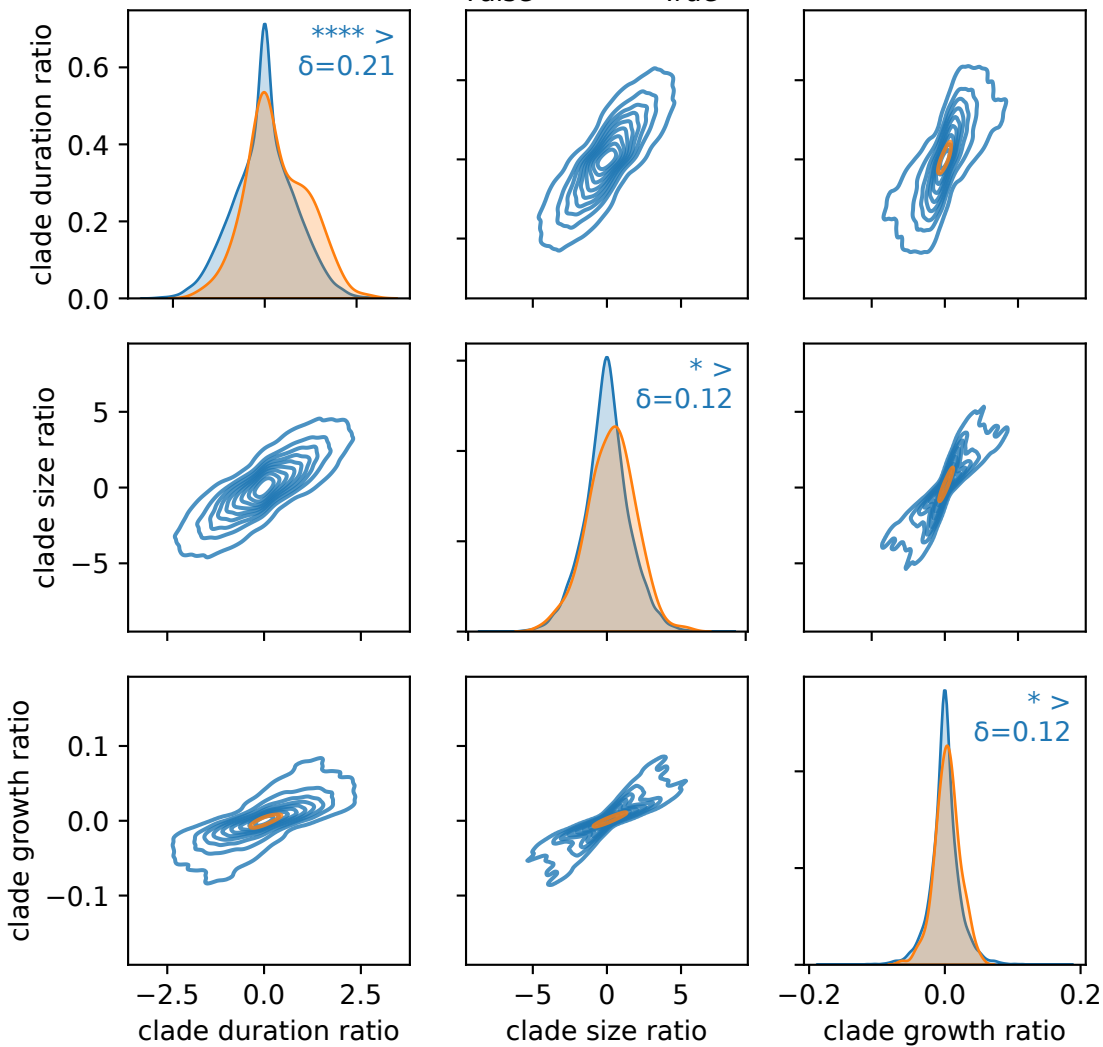 **** >
δ=0.21
clade duration ratio
0.6
0.4
0.2
0.0
* >
δ=0.12
clade size ratio
5
0
−5
* >
δ=0.12
clade growth ratio
0.1
0.0
−0.1
−2.5 0.0 2.5
−5 0 5
−0.2 0.0 0.2
clade duration ratio
clade size ratio
clade growth ratio